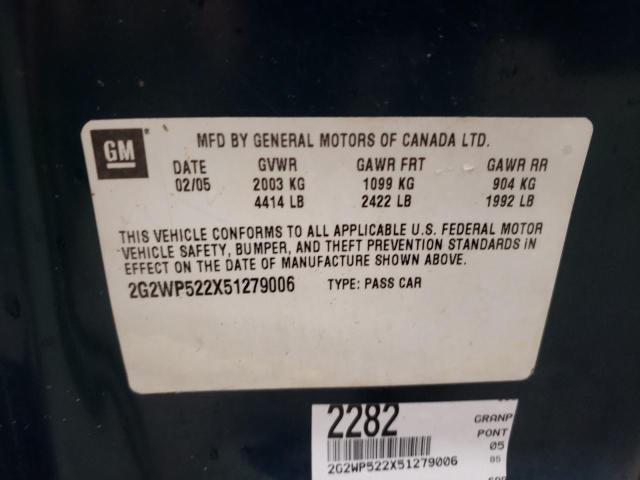 GM
MFD BY GENERAL MOTORS OF CANADA LTD.
DATE GVWR GAWR FRT GAWR RR
02/05 2003 KG 1099 KG 904 KG
4414 LB 2422 LB 1992 LB
THIS VEHICLE CONFORMS TO ALL APPLICABLE U.S. FEDERAL MOTOR
VEHICLE SAFETY, BUMPER, AND THEFT PREVENTION STANDARDS IN
EFFECT ON THE DATE OF MANUFACTURE SHOWN ABOVE.
2G2WP522X51279006 TYPE: PASS CAR
2282
2G2WP522X51279006
GRANP
PONT
05